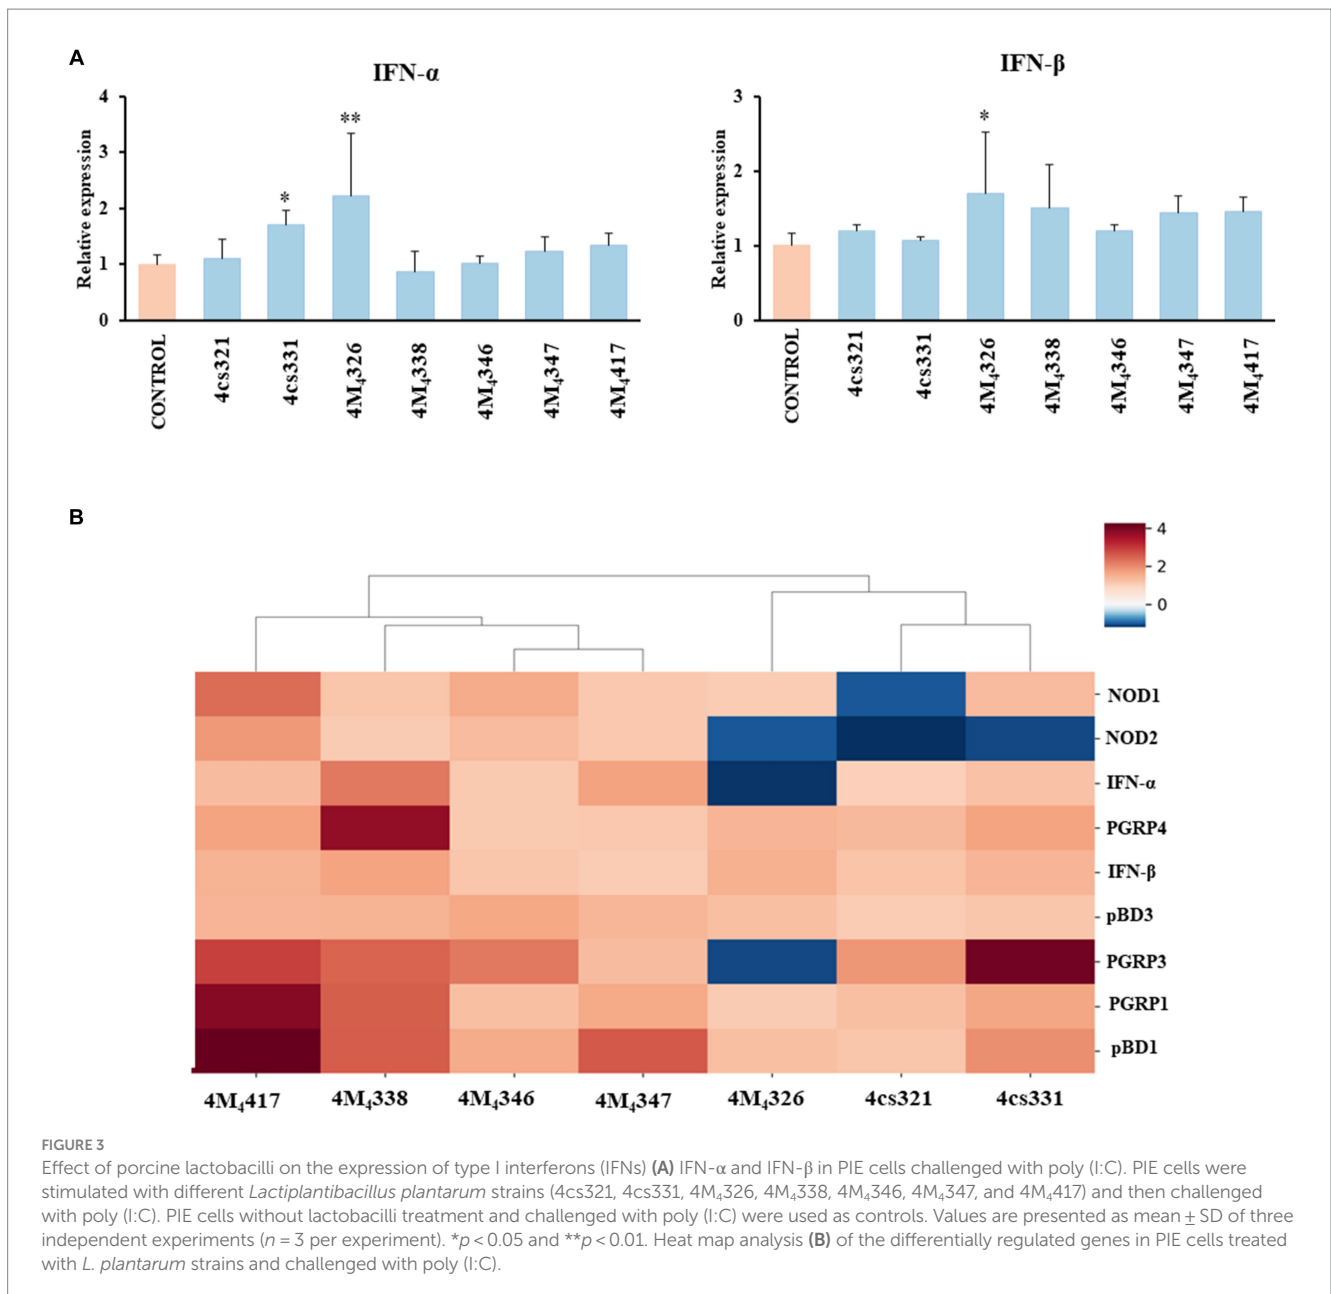 A
IFN-α
Relative expression
4
3
2
1
0
*
**
CONTROL
4cs321
4cs331
4M₄326
4M₄338
4M₄346
4M₄347
4M₄417
IFN-β
Relative expression
3
2
1
0
*
CONTROL
4cs321
4cs331
4M₄326
4M₄338
4M₄346
4M₄347
4M₄417
B
4
2
0
NOD1
NOD2
IFN-α
PGRP4
IFN-β
pBD3
PGRP3
PGRP1
pBD1
4M₄417 4M₄338 4M₄346 4M₄347 4M₄326 4cs321 4cs331
FIGURE 3
Effect of porcine lactobacilli on the expression of type I interferons (IFNs) (A) IFN-α and IFN-β in PIE cells challenged with poly (I:C). PIE cells were
stimulated with different Lactiplantibacillus plantarum strains (4cs321, 4cs331, 4M₄326, 4M₄338, 4M₄346, 4M₄347, and 4M₄417) and then challenged
with poly (I:C). PIE cells without lactobacilli treatment and challenged with poly (I:C) were used as controls. Values are presented as mean ± SD of three
independent experiments (n = 3 per experiment). *p < 0.05 and **p < 0.01. Heat map analysis (B) of the differentially regulated genes in PIE cells treated
with L. plantarum strains and challenged with poly (I:C).